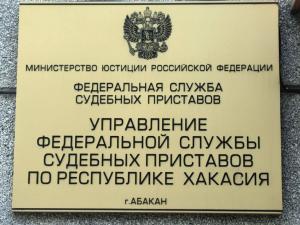 МИНИСТЕРСТВО ЮСТИЦИИ РОССИЙСКОЙ ФЕДЕРАЦИИ
ФЕДЕРАЛЬНАЯ СЛУЖБА
СУДЕБНЫХ ПРИСТАВОВ
УПРАВЛЕНИЕ
ФЕДЕРАЛЬНОЙ СЛУЖБЫ
СУДЕБНЫХ ПРИСТАВОВ
ПО РЕСПУБЛИКЕ ХАКАСИЯ
г.АБАКАН